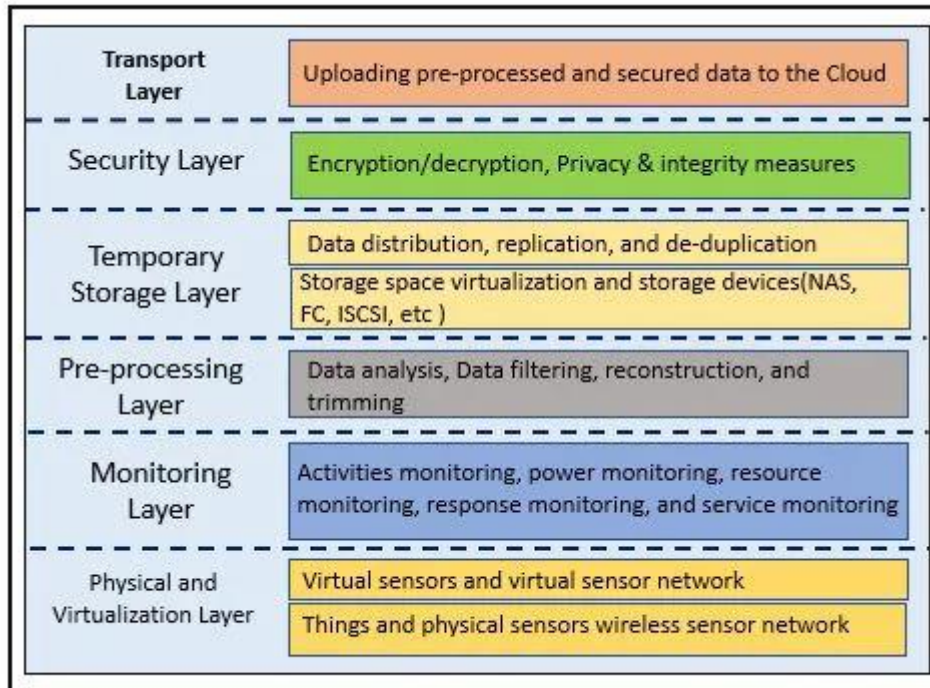 Transport
Layer
Uploading pre-processed and secured data to the Cloud
Security Layer
Encryption/decryption, Privacy & integrity measures
Temporary
Storage Layer
Data distribution, replication, and de-duplication
Storage space virtualization and storage devices(NAS,
FC, ISCSI, etc )
Pre-processing
Layer
Data analysis, Data filtering, reconstruction, and
trimming
Monitoring
Layer
Activities monitoring, power monitoring, resource
monitoring, response monitoring, and service monitoring
Physical and
Virtualization Layer
Virtual sensors and virtual sensor network
Things and physical sensors wireless sensor network